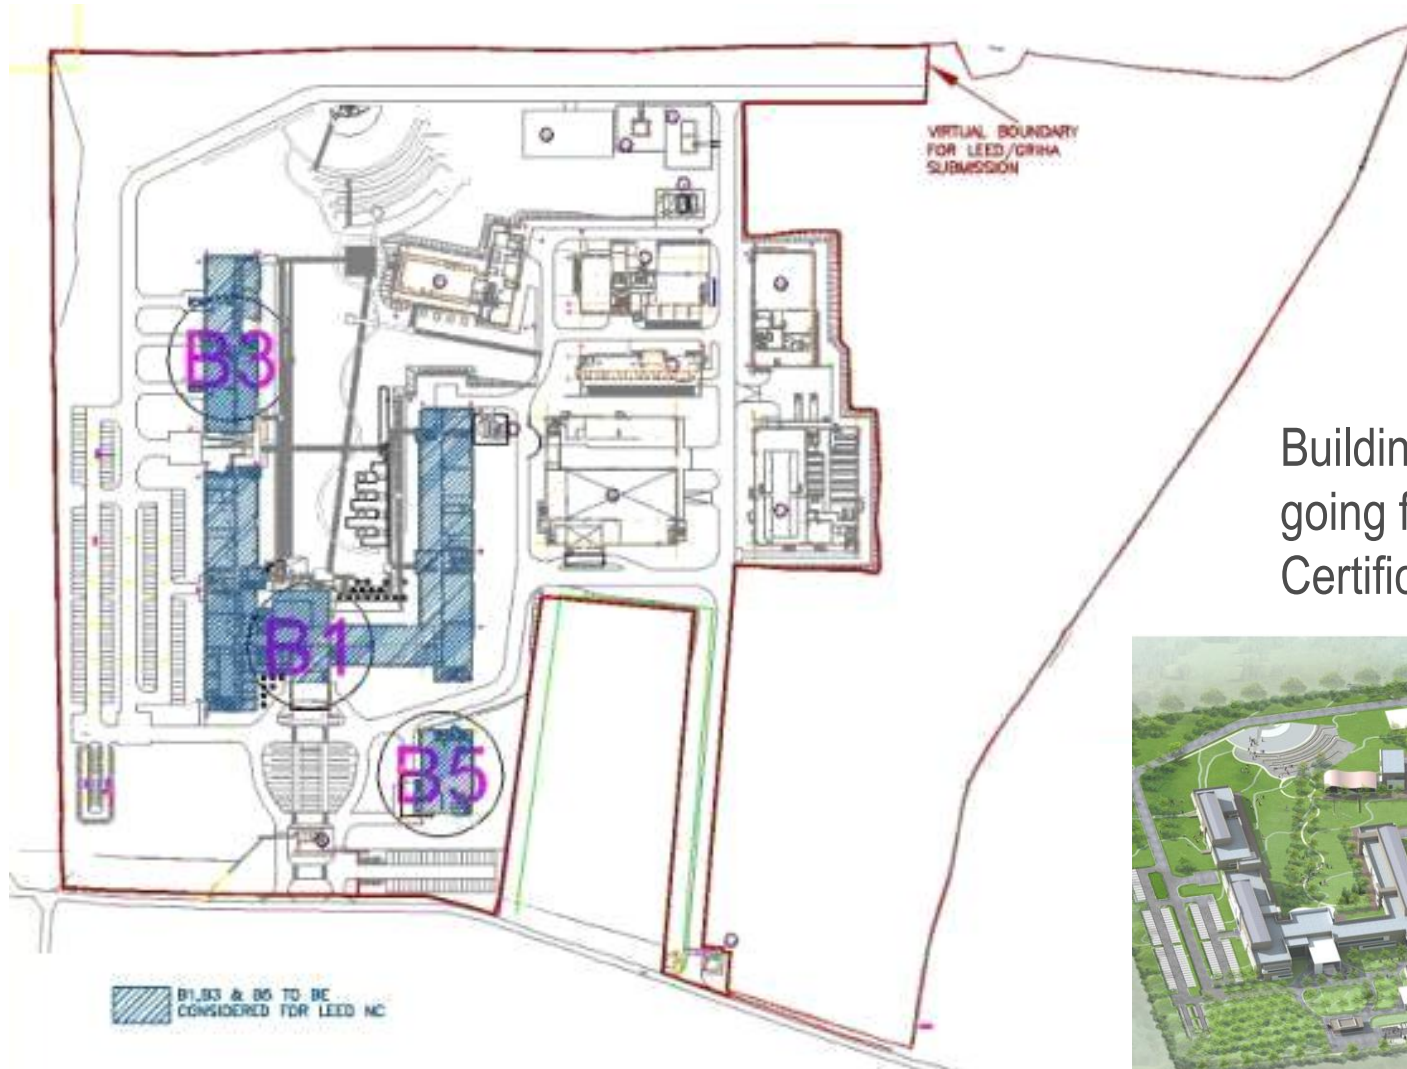 VIRTUAL BOUNDARY
FOR LEED/GRIHA
SUBMISSION
B3
Buildin
going f
Certific
B1
B5
B1,B3 & B5 TO BE
CONSIDERED FOR LEED NC